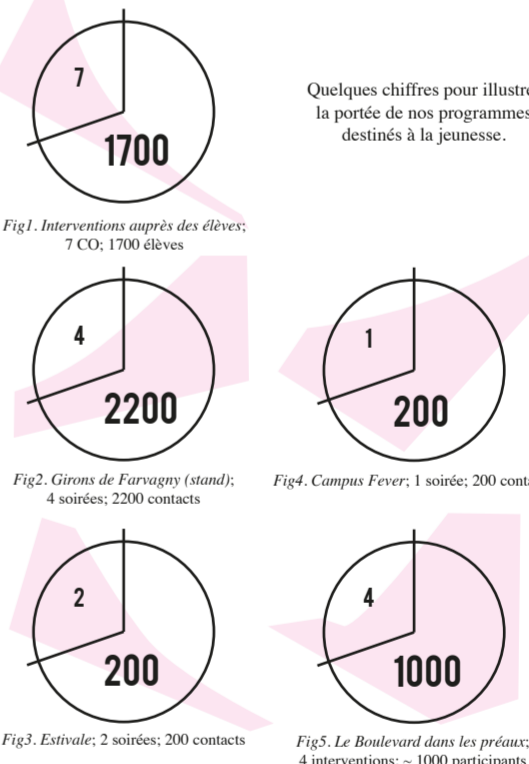 7
1700
Fig1. Interventions auprès des élèves;
7 CO; 1700 élèves
Quelques chiffres pour illustre
la portée de nos programmes
destinés à la jeunesse.
4
2200
Fig2. Girons de Farvagny (stand);
4 soirées; 2200 contacts
1
200
Fig4. Campus Fever; 1 soirée; 200 conta
2
200
Fig3. Estivale; 2 soirées; 200 contacts
4
1000
Fig5. Le Boulevard dans les préaux;
4 interventions; ~ 1000 participants